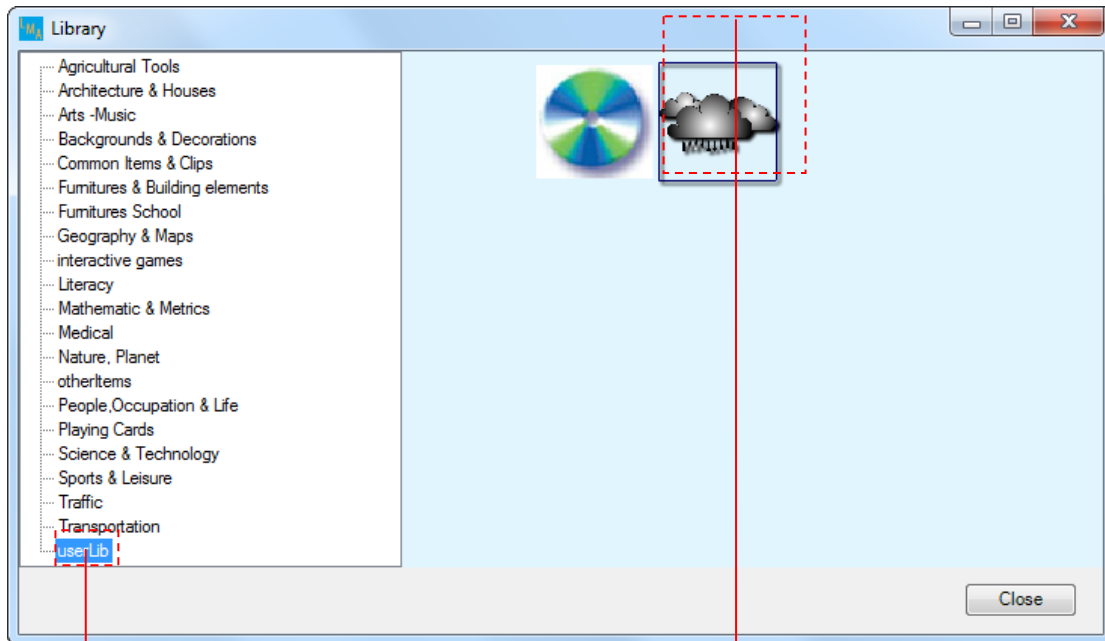 LMA Library
Agricultural Tools
Architecture & Houses
Arts -Music
Backgrounds & Decorations
Common Items & Clips
Furnitures & Building elements
Furnitures School
Geography & Maps
interactive games
Literacy
Mathematic & Metrics
Medical
Nature, Planet
otherItems
People,Occupation & Life
Playing Cards
Science & Technology
Sports & Leisure
Traffic
Transportation
userLib
Close